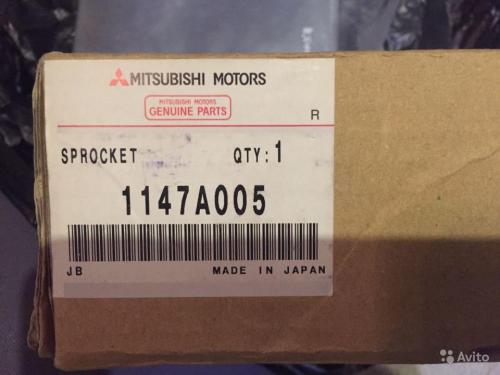 MITSUBISHI MOTORS
MITSUBISHI MOTORS
GENUINE PARTS
R
SPROCKET QTY: 1
1147A005
JB MADE IN JAPAN
Avito